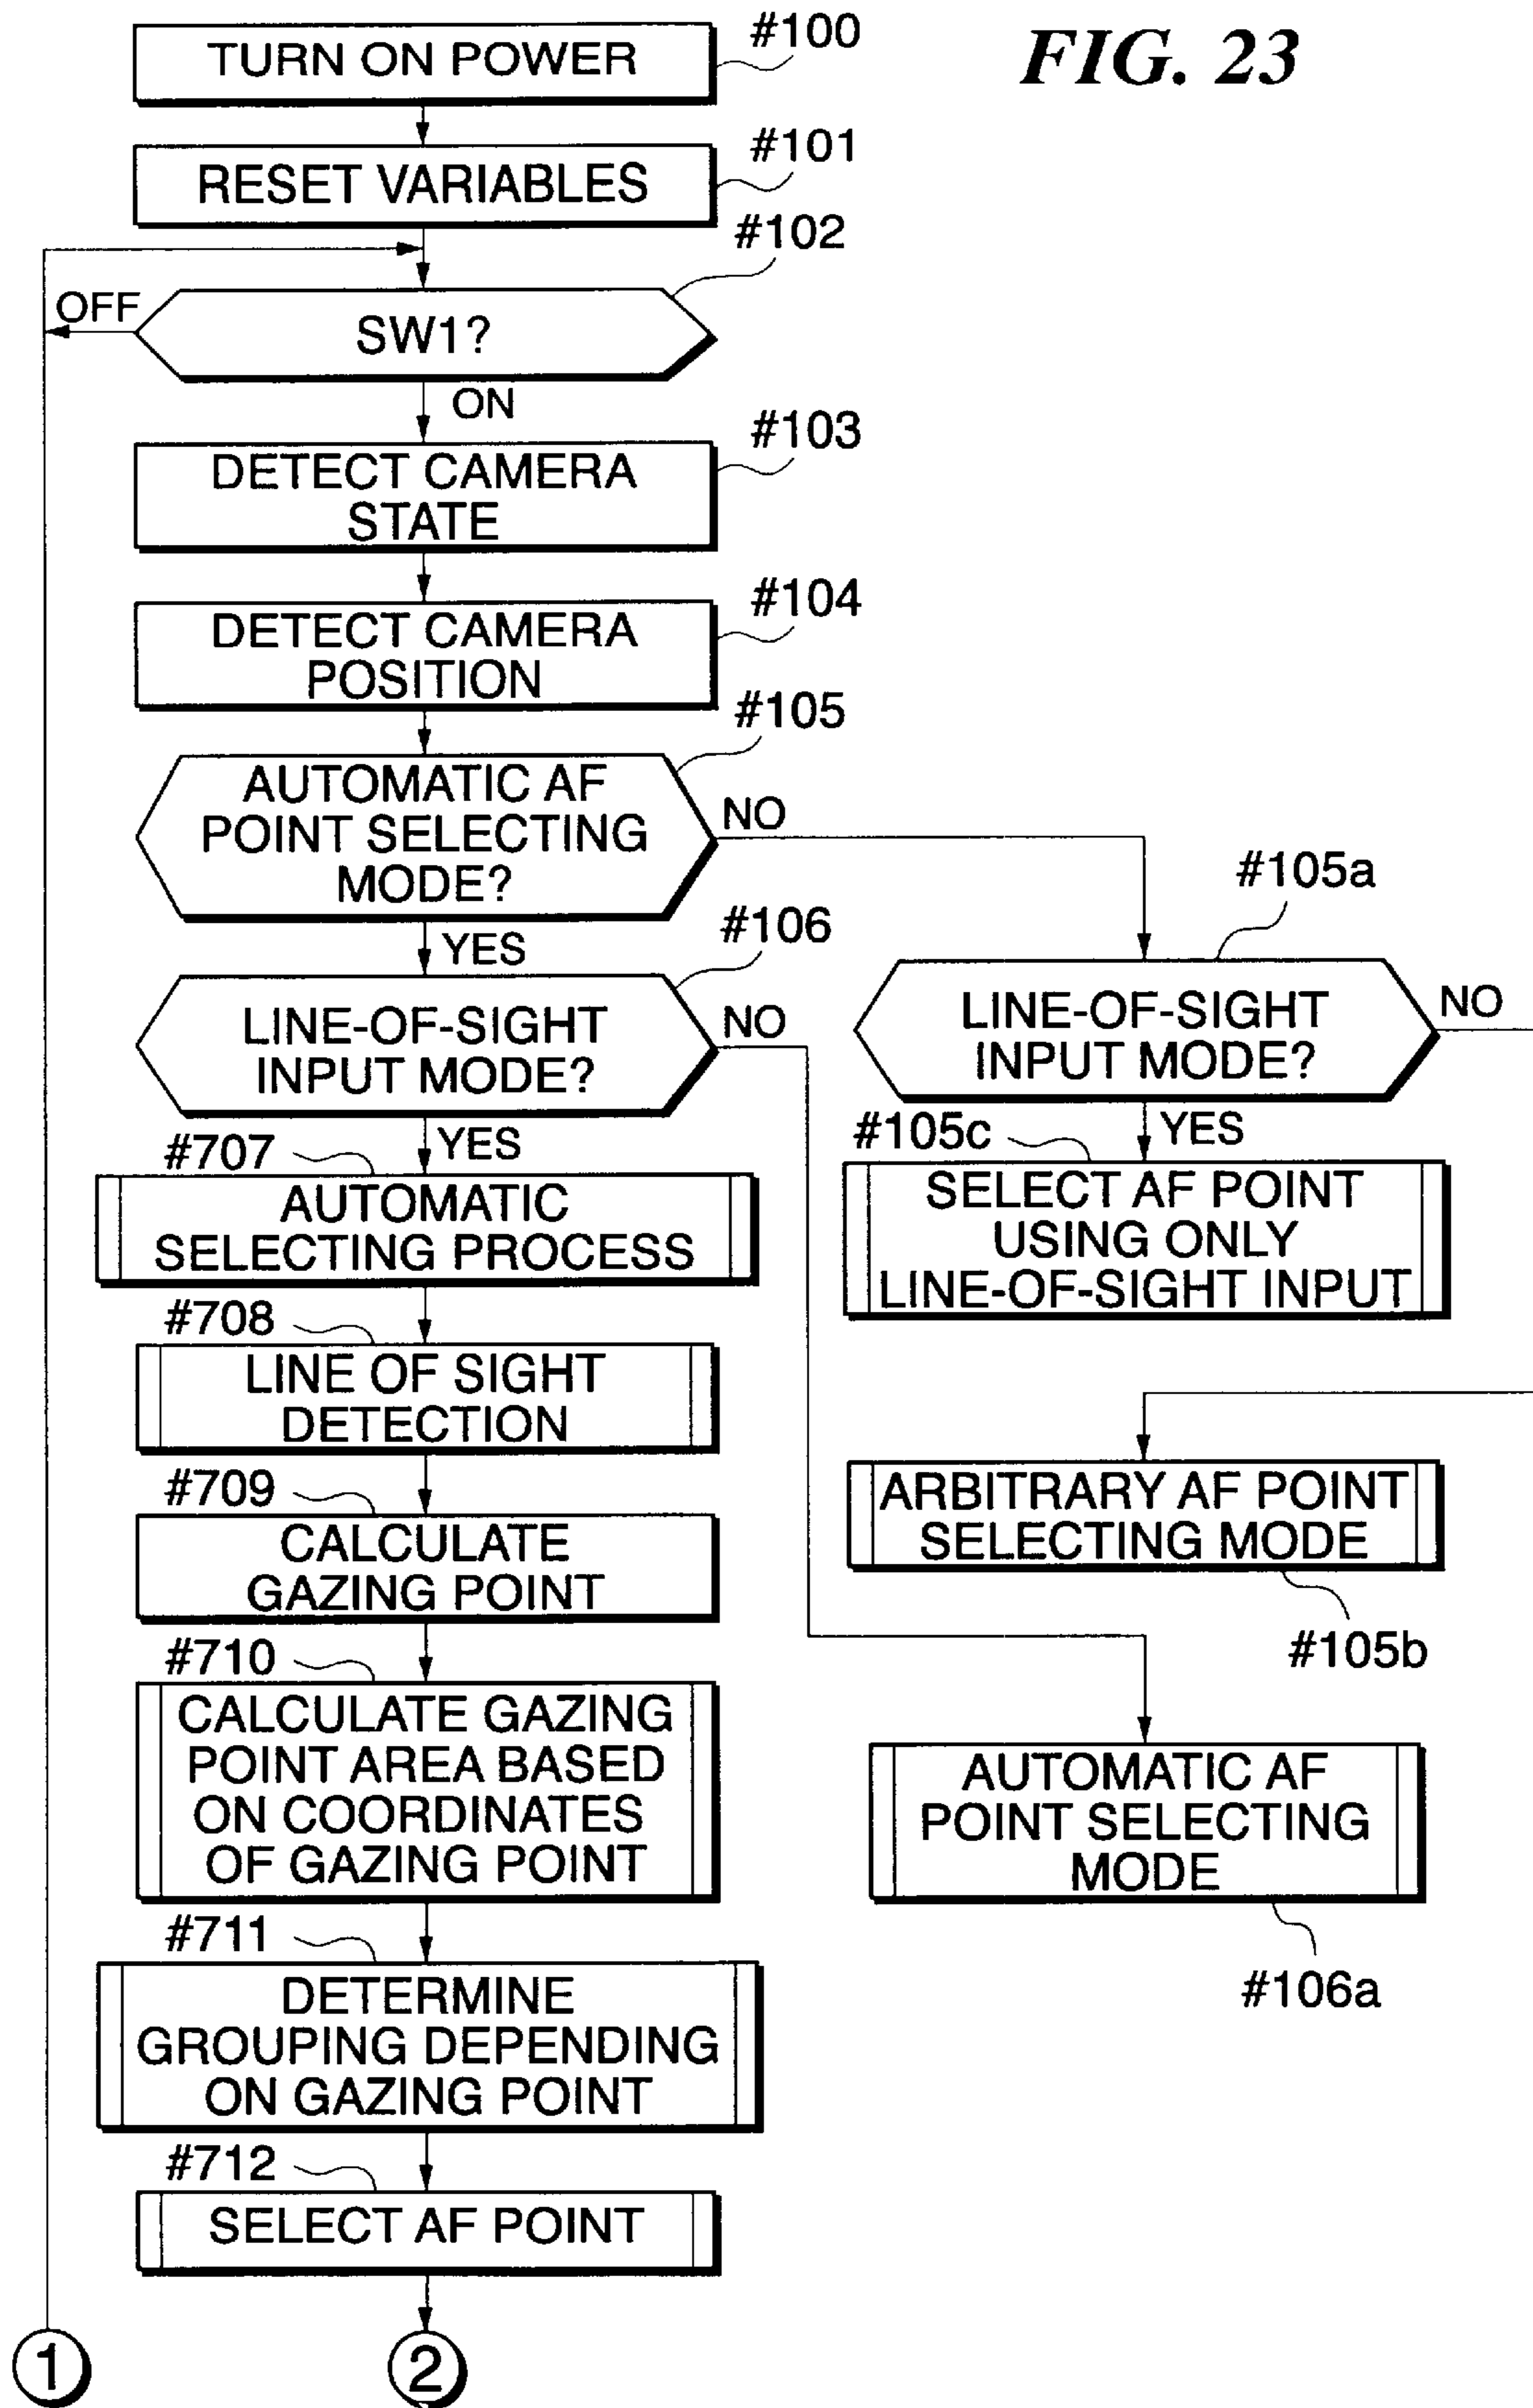 FIG. 23
#100
TURN ON POWER
#101
RESET VARIABLES
#102
OFF
SW1?
ON
#103
DETECT CAMERA
STATE
#104
DETECT CAMERA
POSITION
#105
AUTOMATIC AF
POINT SELECTING
MODE?
NO
YES
#105a
LINE-OF-SIGHT
INPUT MODE?
NO
YES
#105c
SELECT AF POINT
USING ONLY
LINE-OF-SIGHT INPUT
ARBITRARY AF POINT
SELECTING MODE
#105b
#106
LINE-OF-SIGHT
INPUT MODE?
NO
YES
AUTOMATIC AF
POINT SELECTING
MODE
#106a
#707
AUTOMATIC
SELECTING PROCESS
#708
LINE OF SIGHT
DETECTION
#709
CALCULATE
GAZING POINT
#710
CALCULATE GAZING
POINT AREA BASED
ON COORDINATES
OF GAZING POINT
#711
DETERMINE
GROUPING DEPENDING
ON GAZING POINT
#712
SELECT AF POINT
1
2